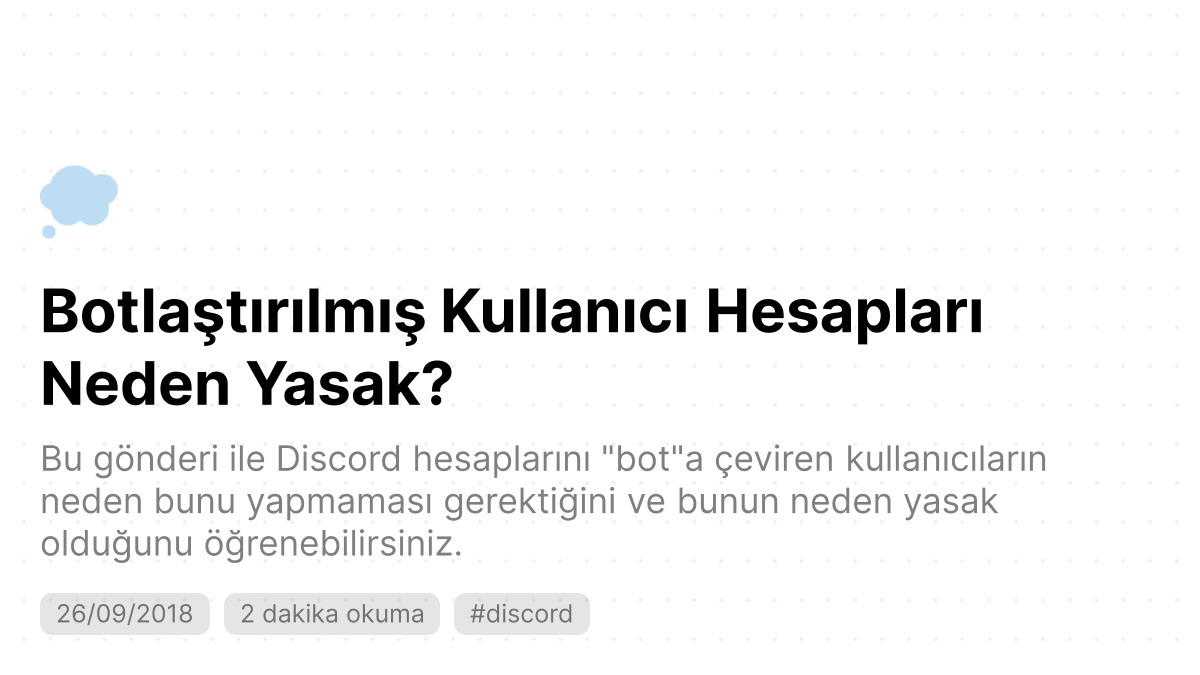 Botlaştırılmış Kullanıcı Hesapları
Neden Yasak?
Bu gönderi ile Discord hesaplarını "bot"a çeviren kullanıcıların
neden bunu yapmaması gerektiğini ve bunun neden yasak
olduğunu öğrenebilirsiniz.
26/09/2018 2 dakika okuma #discord